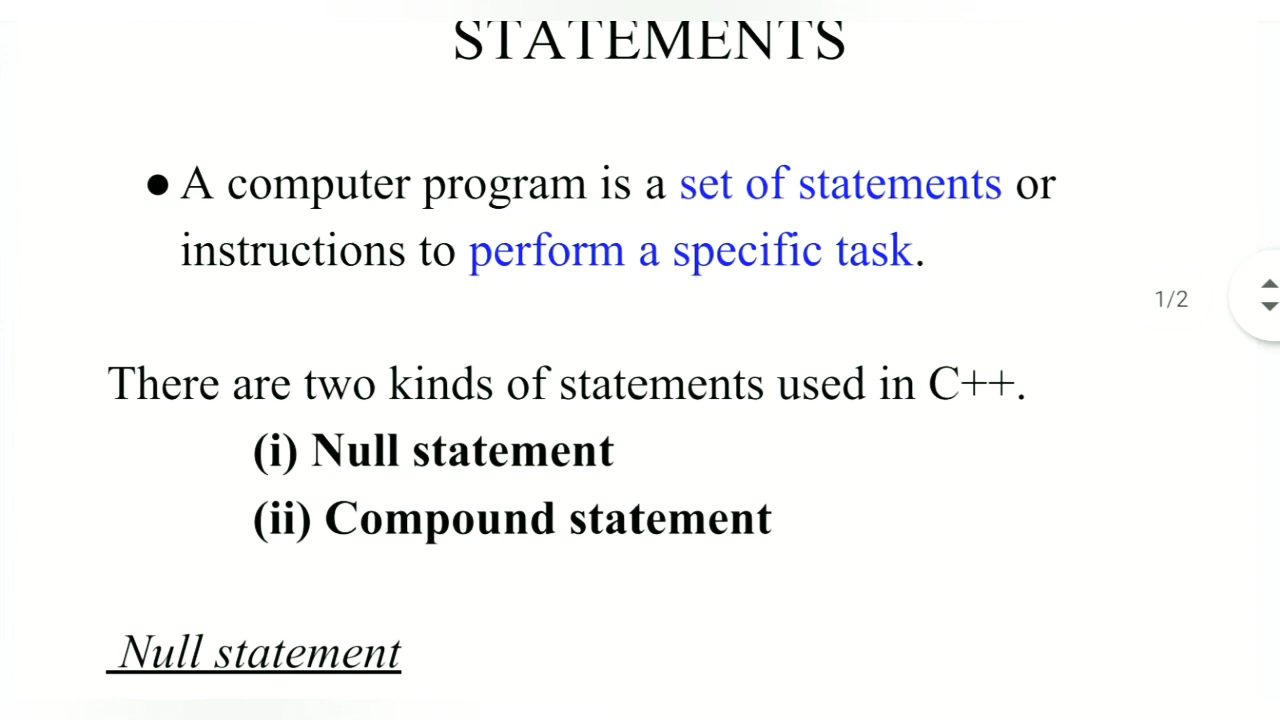 STATEMENTS
● A computer program is a set of statements or
instructions to perform a specific task.
1/2
There are two kinds of statements used in C++.
(i) Null statement
(ii) Compound statement
Null statement